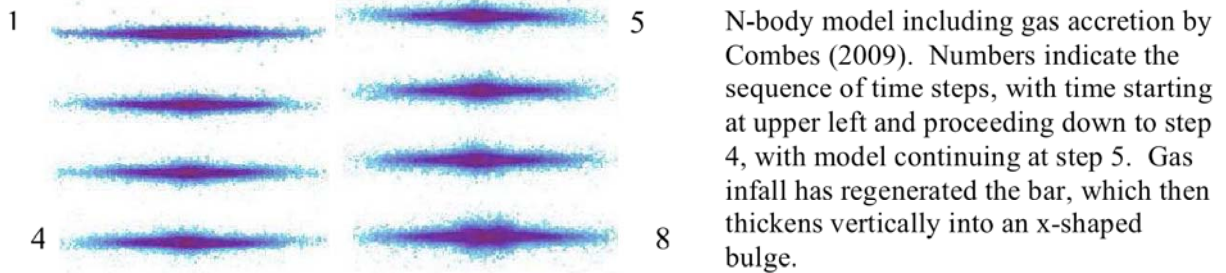 1
5
4
8
N-body model including gas accretion by
Combes (2009).  Numbers indicate the
sequence of time steps, with time starting
at upper left and proceeding down to step
4, with model continuing at step 5.  Gas
infall has regenerated the bar, which then
thickens vertically into an x-shaped
bulge.